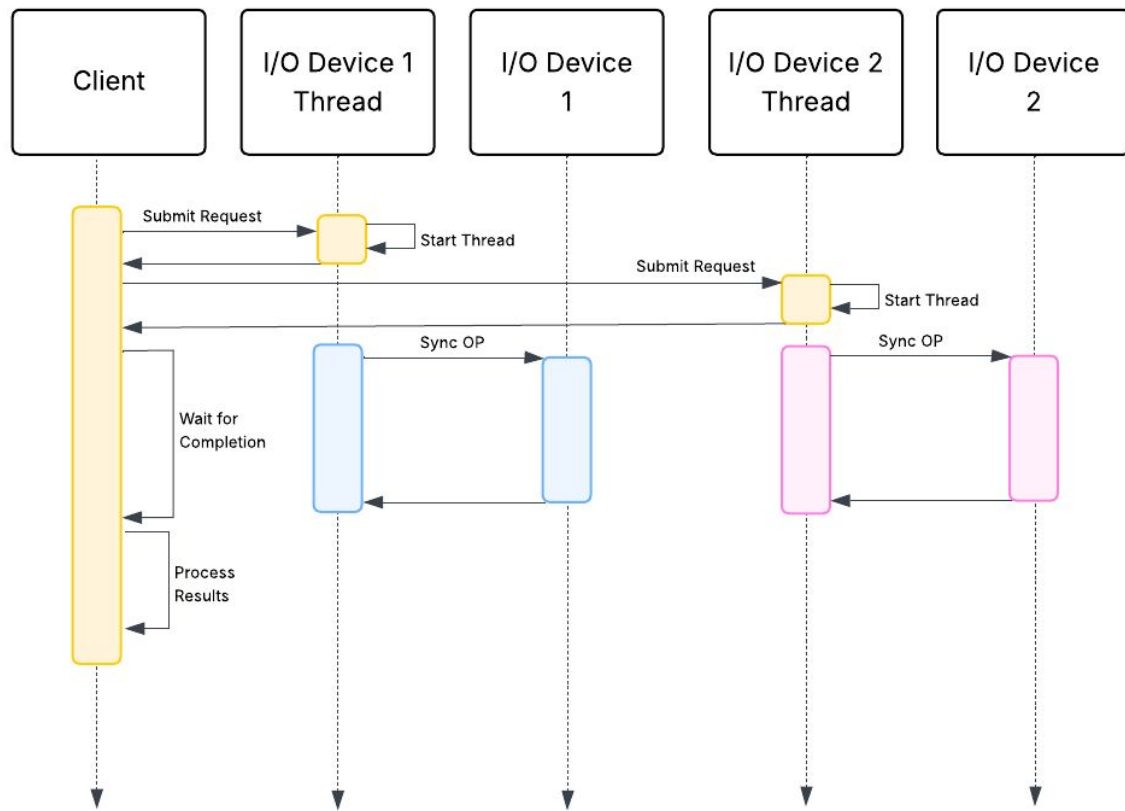 Client
I/O Device 1
Thread
I/O Device
1
I/O Device 2
Thread
I/O Device
2
Submit Request
Start Thread
Submit Request
Start Thread
Sync OP
Sync OP
Wait for
Completion
Process
Results